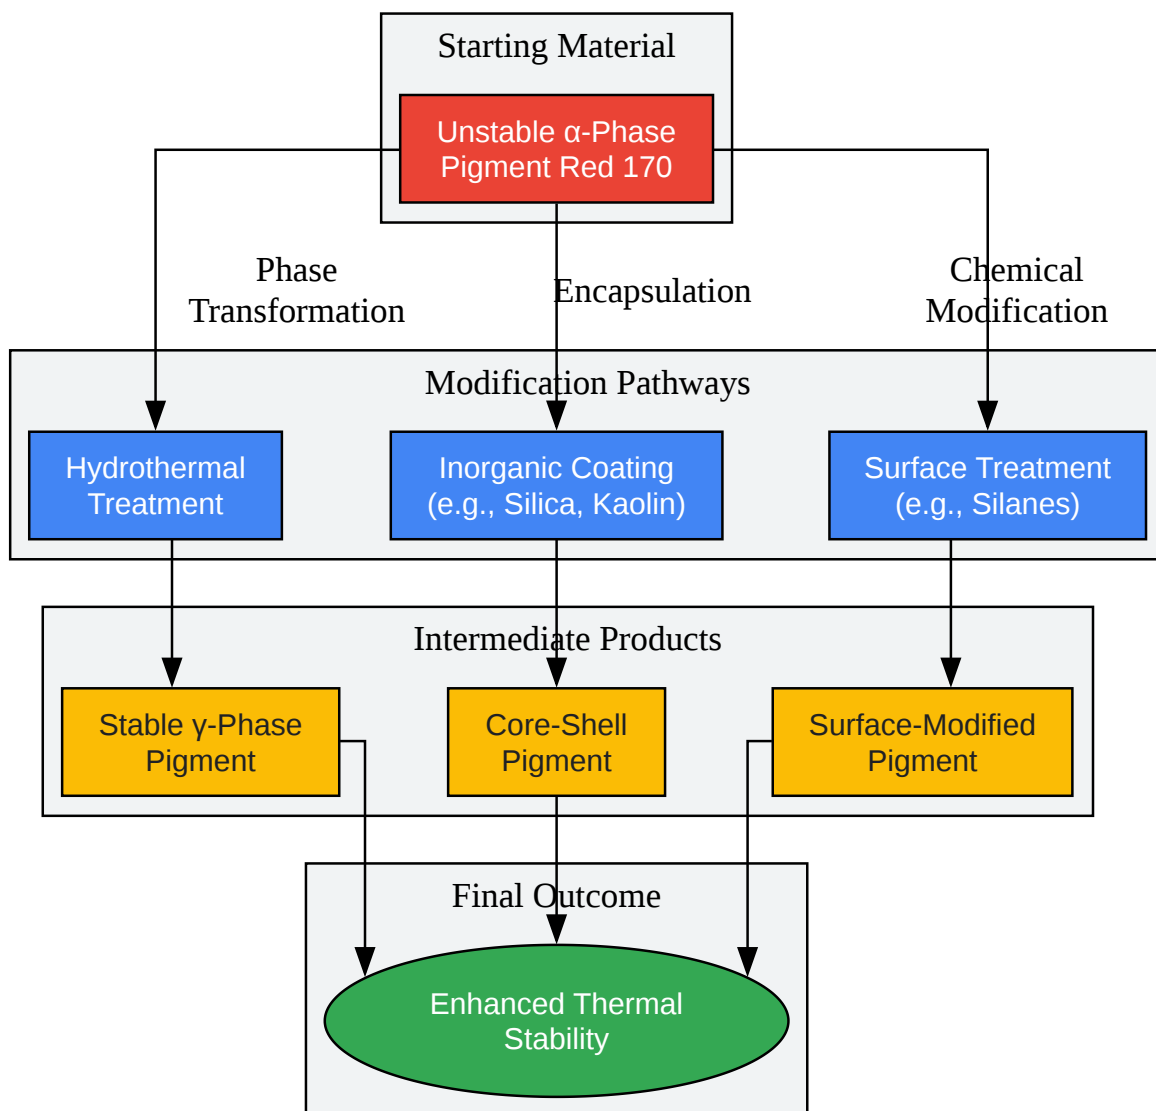 Starting Material
Unstable α-Phase
Pigment Red 170
Phase
Transformation
Encapsulation
Chemical
Modification
Modification Pathways
Hydrothermal
Treatment
Inorganic Coating
(e.g., Silica, Kaolin)
Surface Treatment
(e.g., Silanes)
Intermediate Products
Stable γ-Phase
Pigment
Core-Shell
Pigment
Surface-Modified
Pigment
Final Outcome
Enhanced Thermal
Stability